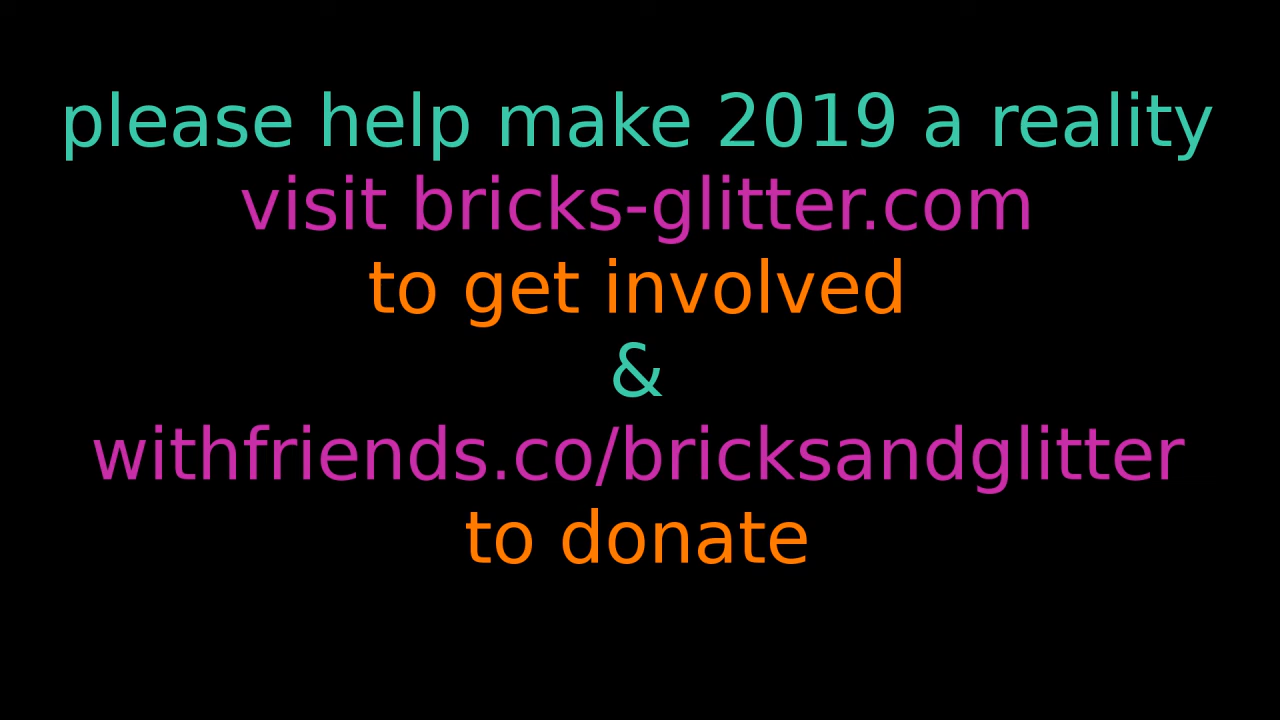 please help make 2019 a reality
visit bricks-glitter.com
to get involved
&
withfriends.co/bricksandglitter
to donate